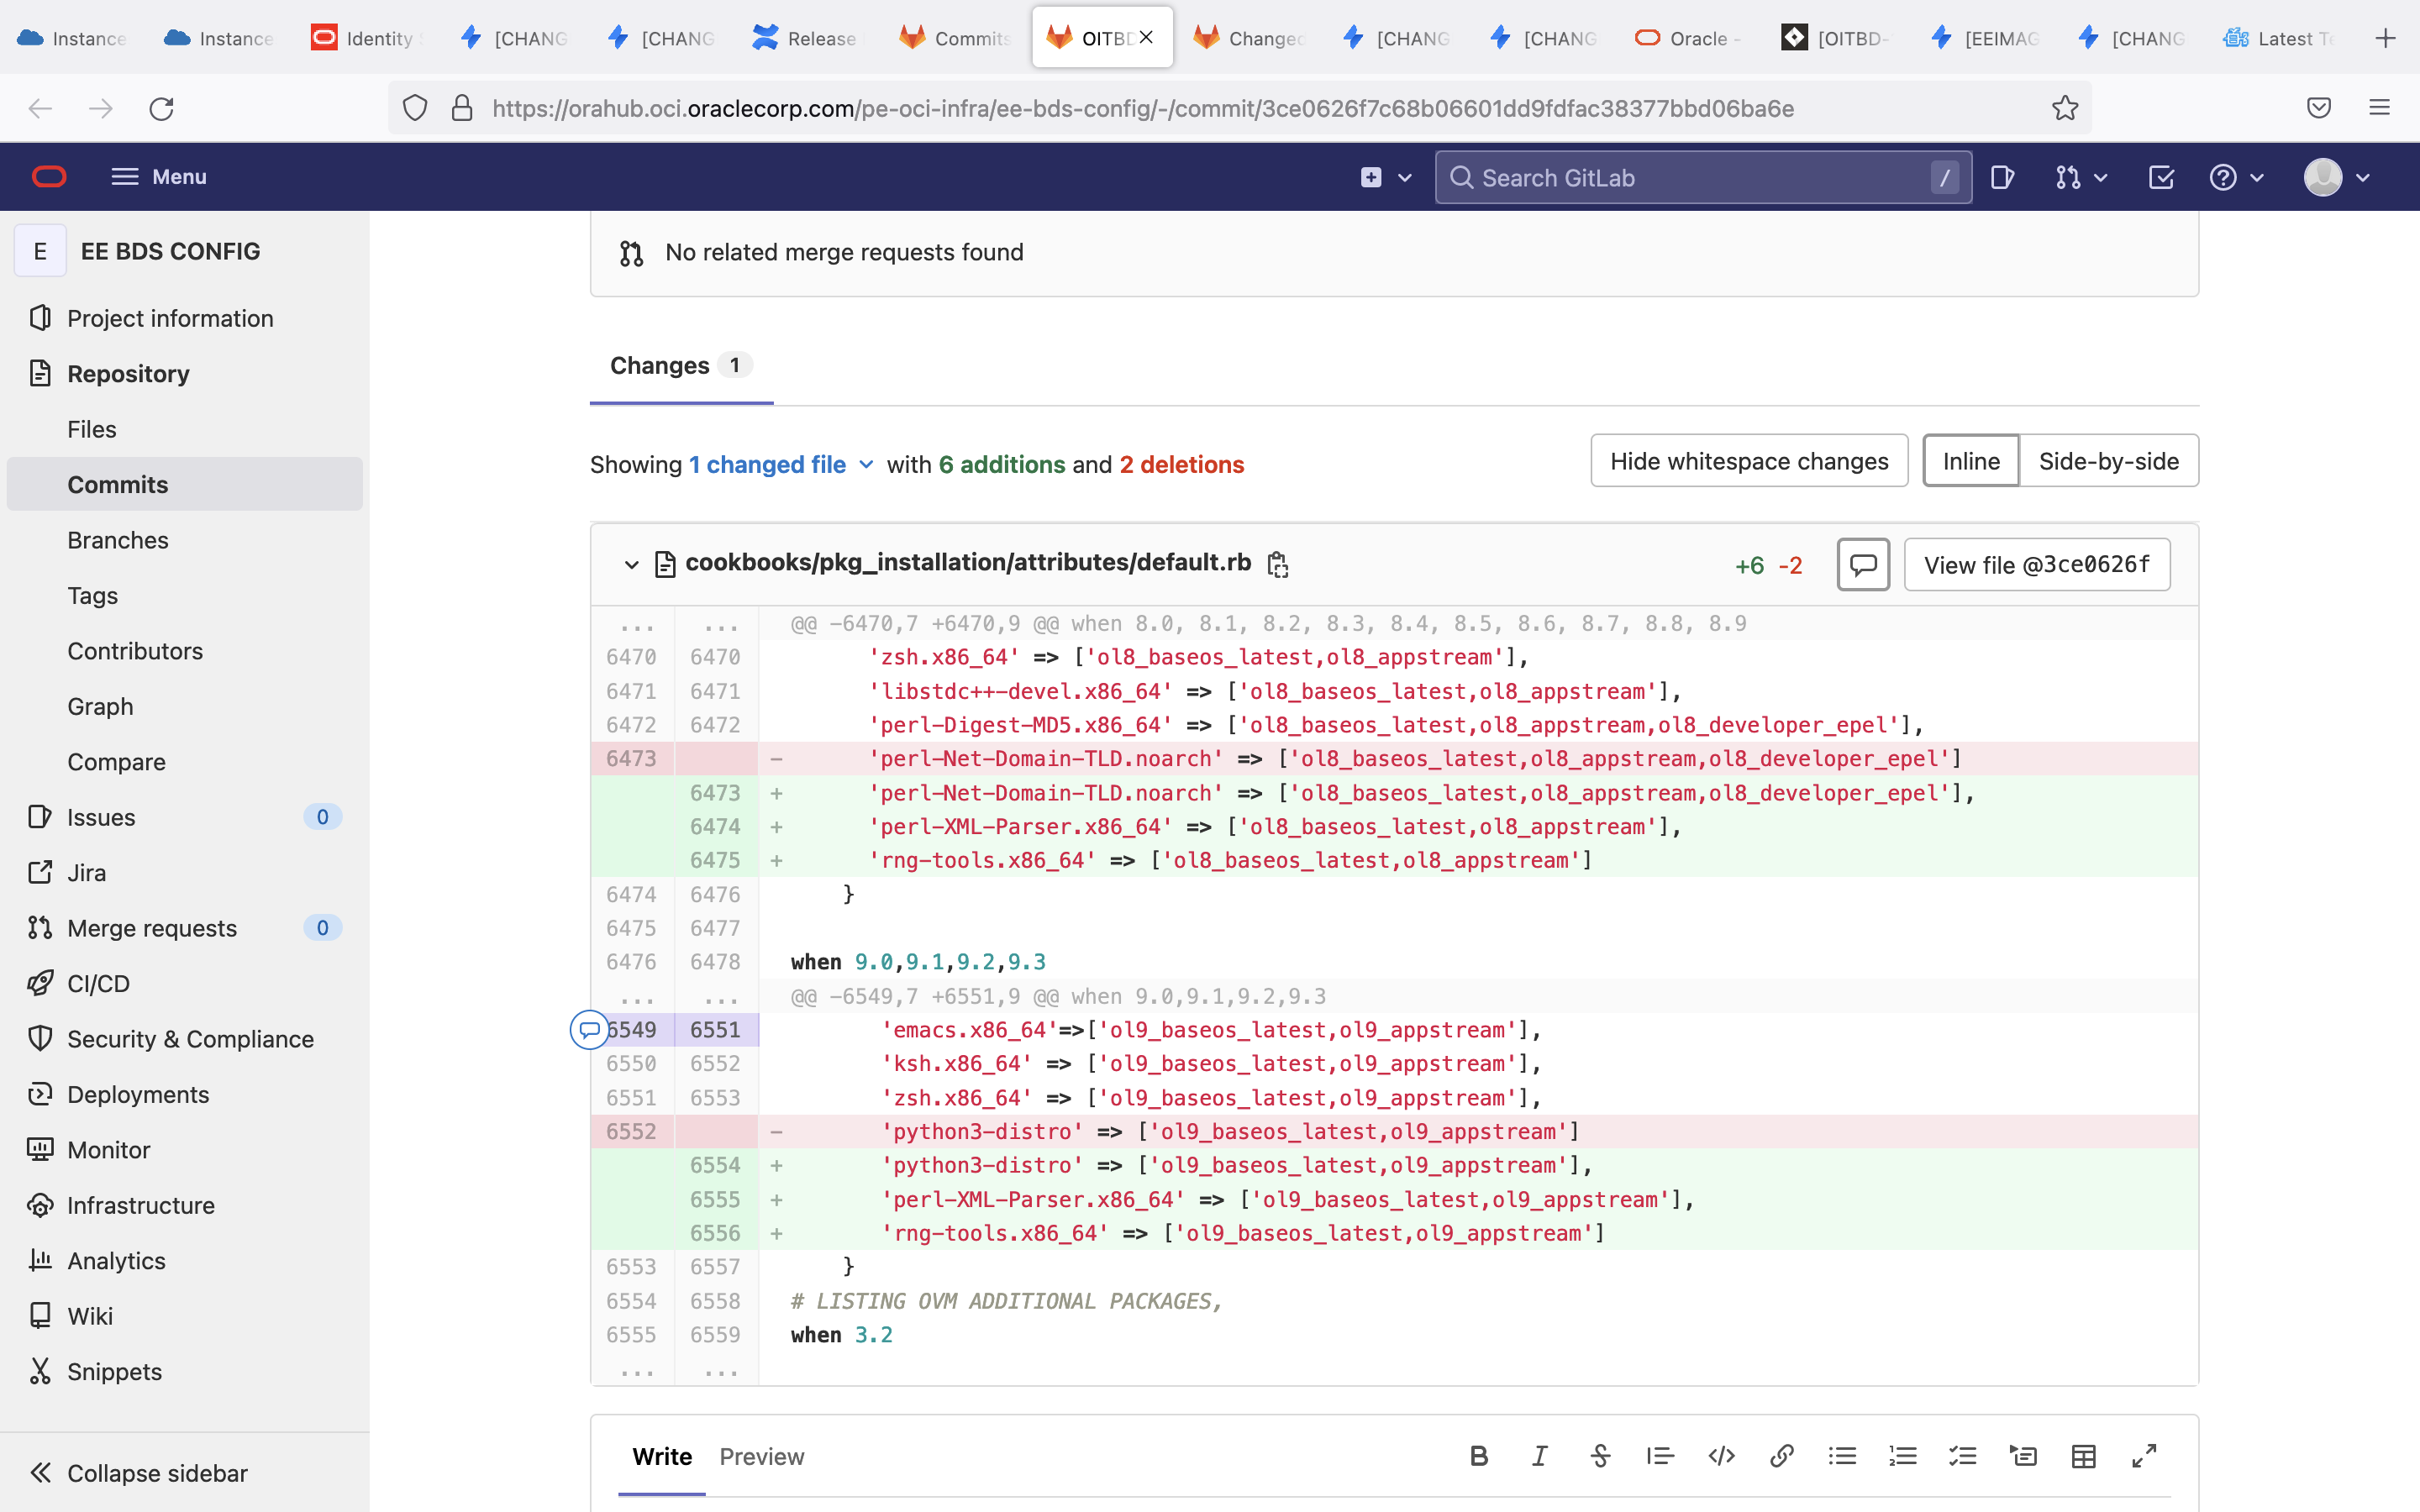 Instance
Instance
Identity
[CHANG
[CHANG
Release
Commits
OITBD
Changed
[CHANG
[CHANG
Oracle -
[OITBD-
[EEIMAG
[CHANG
Latest Te
https://orahub.oci.oraclecorp.com/pe-oci-infra/ee-bds-config/-/commit/3ce0626f7c68b06601dd9fdfac38377bbd06ba6e
Menu
Search GitLab
/
E
EE BDS CONFIG
Project information
Repository
Files
Commits
Branches
Tags
Contributors
Graph
Compare
Issues 0
Jira
Merge requests 0
CI/CD
Security & Compliance
Deployments
Monitor
Infrastructure
Analytics
Wiki
Snippets
Collapse sidebar
No related merge requests found
Changes 1
Showing 1 changed file with 6 additions and 2 deletions
Hide whitespace changes
Inline
Side-by-side
cookbooks/pkg_installation/attributes/default.rb
+6 -2
View file @3ce0626f
... ... @@ -6470,7 +6470,9 @@ when 8.0, 8.1, 8.2, 8.3, 8.4, 8.5, 8.6, 8.7, 8.8, 8.9
6470 6470 'zsh.x86_64' => ['ol8_baseos_latest,ol8_appstream'],
6471 6471 'libstdc++-devel.x86_64' => ['ol8_baseos_latest,ol8_appstream'],
6472 6472 'perl-Digest-MD5.x86_64' => ['ol8_baseos_latest,ol8_appstream,ol8_developer_epel'],
6473 - 'perl-Net-Domain-TLD.noarch' => ['ol8_baseos_latest,ol8_appstream,ol8_developer_epel']
6473 + 'perl-Net-Domain-TLD.noarch' => ['ol8_baseos_latest,ol8_appstream,ol8_developer_epel'],
6474 + 'perl-XML-Parser.x86_64' => ['ol8_baseos_latest,ol8_appstream'],
6475 + 'rng-tools.x86_64' => ['ol8_baseos_latest,ol8_appstream']
6474 6476 }
6475 6477
6476 6478 when 9.0,9.1,9.2,9.3
... ... @@ -6549,7 +6551,9 @@ when 9.0,9.1,9.2,9.3
6549 6551 'emacs.x86_64'=>['ol9_baseos_latest,ol9_appstream'],
6550 6552 'ksh.x86_64' => ['ol9_baseos_latest,ol9_appstream'],
6551 6553 'zsh.x86_64' => ['ol9_baseos_latest,ol9_appstream'],
6552 - 'python3-distro' => ['ol9_baseos_latest,ol9_appstream']
6554 + 'python3-distro' => ['ol9_baseos_latest,ol9_appstream'],
6555 + 'perl-XML-Parser.x86_64' => ['ol9_baseos_latest,ol9_appstream'],
6556 + 'rng-tools.x86_64' => ['ol9_baseos_latest,ol9_appstream']
6553 6557 }
6554 6558 # LISTING OVM ADDITIONAL PACKAGES,
6555 6559 when 3.2
... ...
Write
Preview